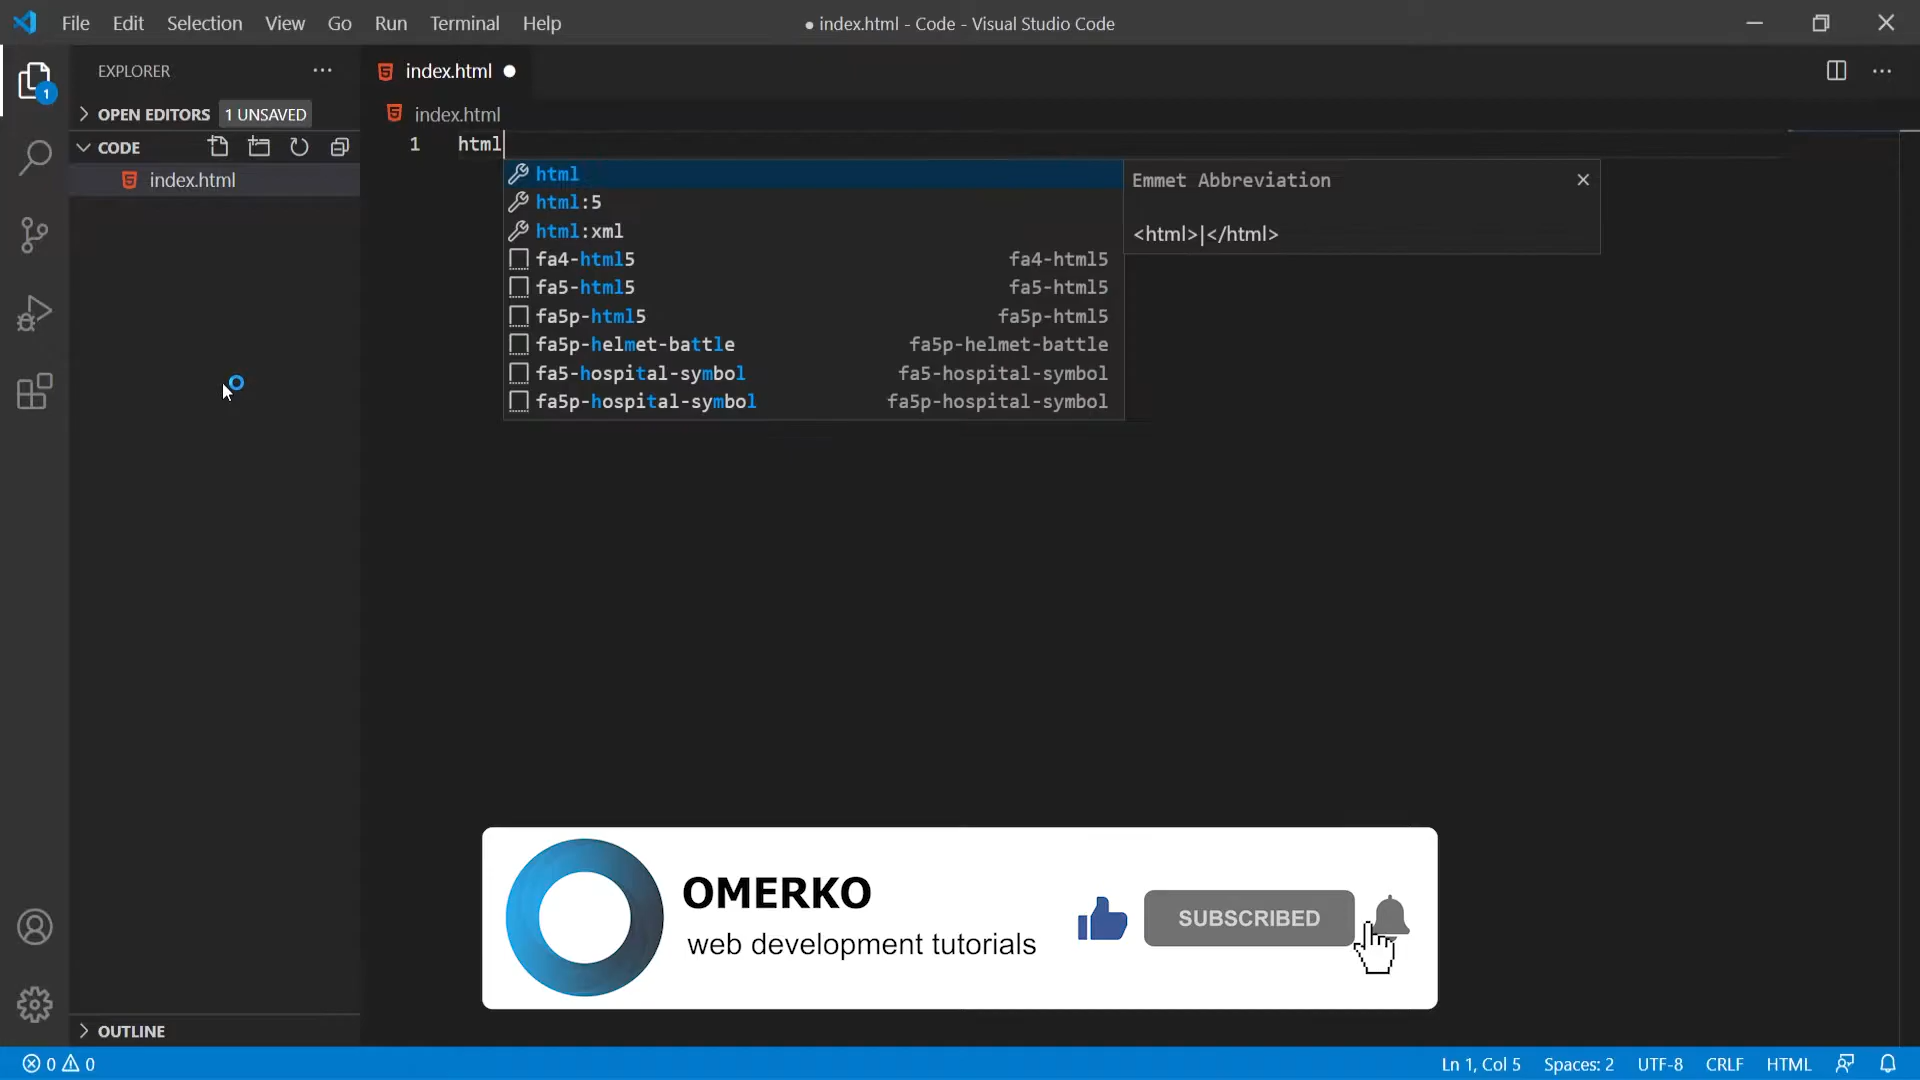 File Edit Selection View Go Run Terminal Help
● index.html - Code - Visual Studio Code
EXPLORER
1
OPEN EDITORS 1 UNSAVED
CODE
index.html
OUTLINE
index.html
index.html
1 html
html
html:5
html:xml
fa4-html5 fa4-html5
fa5-html5 fa5-html5
fa5p-html5 fa5p-html5
fa5p-helmet-battle fa5p-helmet-battle
fa5-hospital-symbol fa5-hospital-symbol
fa5p-hospital-symbol fa5p-hospital-symbol
Emmet Abbreviation
<html>|</html>
OMERKO
web development tutorials
SUBSCRIBED
0 0
Ln 1, Col 5 Spaces: 2 UTF-8 CRLF HTML